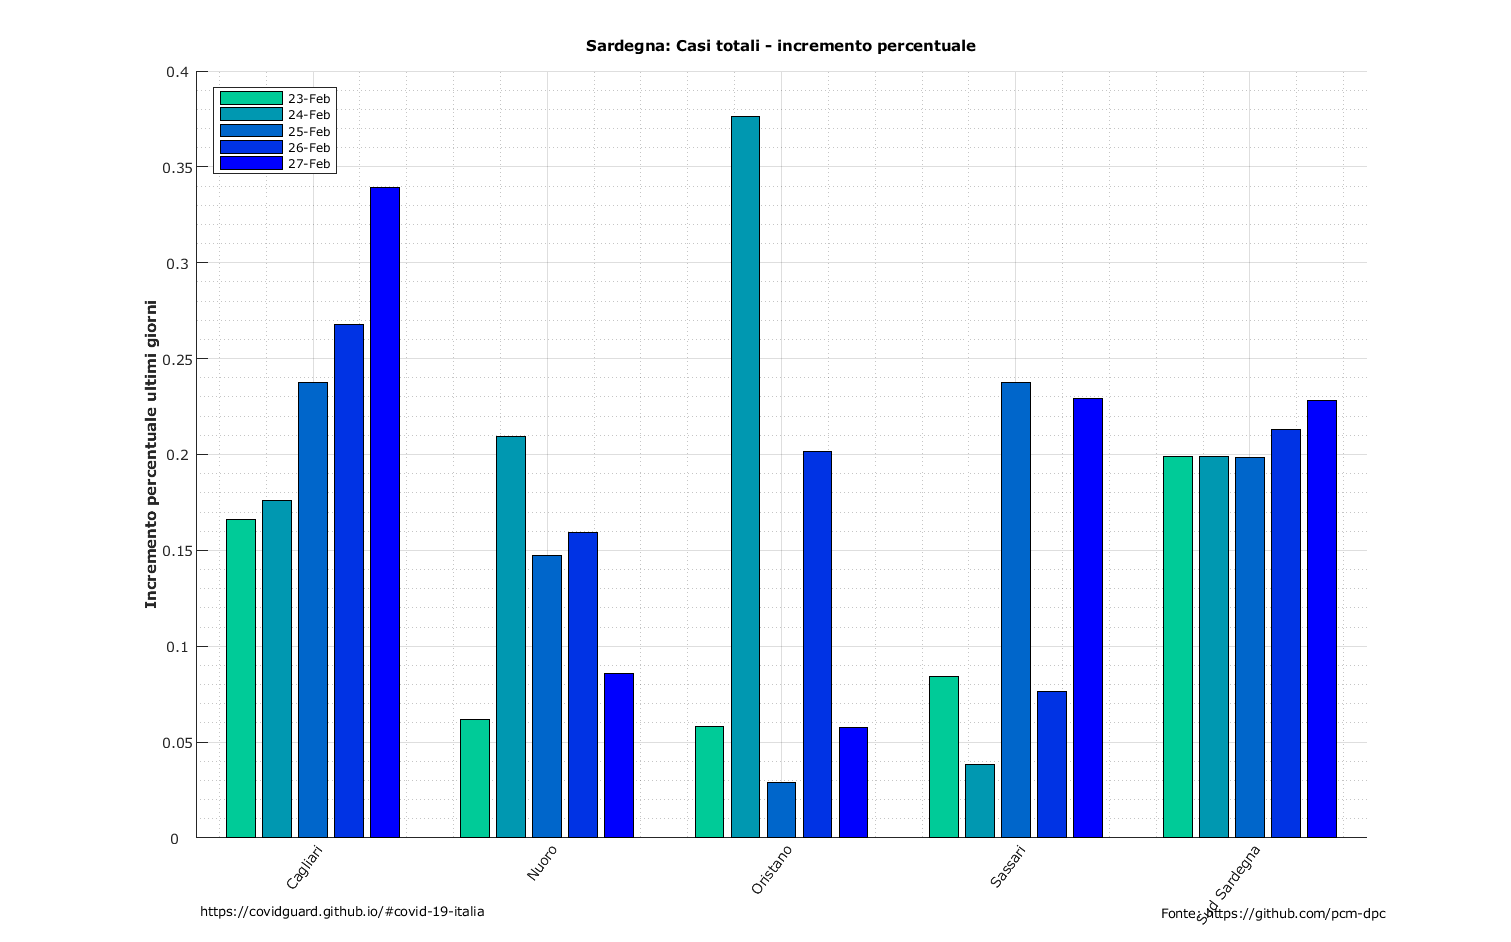 Sardegna: Casi totali - incremento percentuale
23-Feb
24-Feb
25-Feb
26-Feb
27-Feb
Incremento percentuale ultimi giorni
0.4
0.35
0.3
0.25
0.2
0.15
0.1
0.05
0
Cagliari
Nuoro
Oristano
Sassari
Sud Sardegna
https://covidguard.github.io/#covid-19-italia
Fonte: https://github.com/pcm-dpc